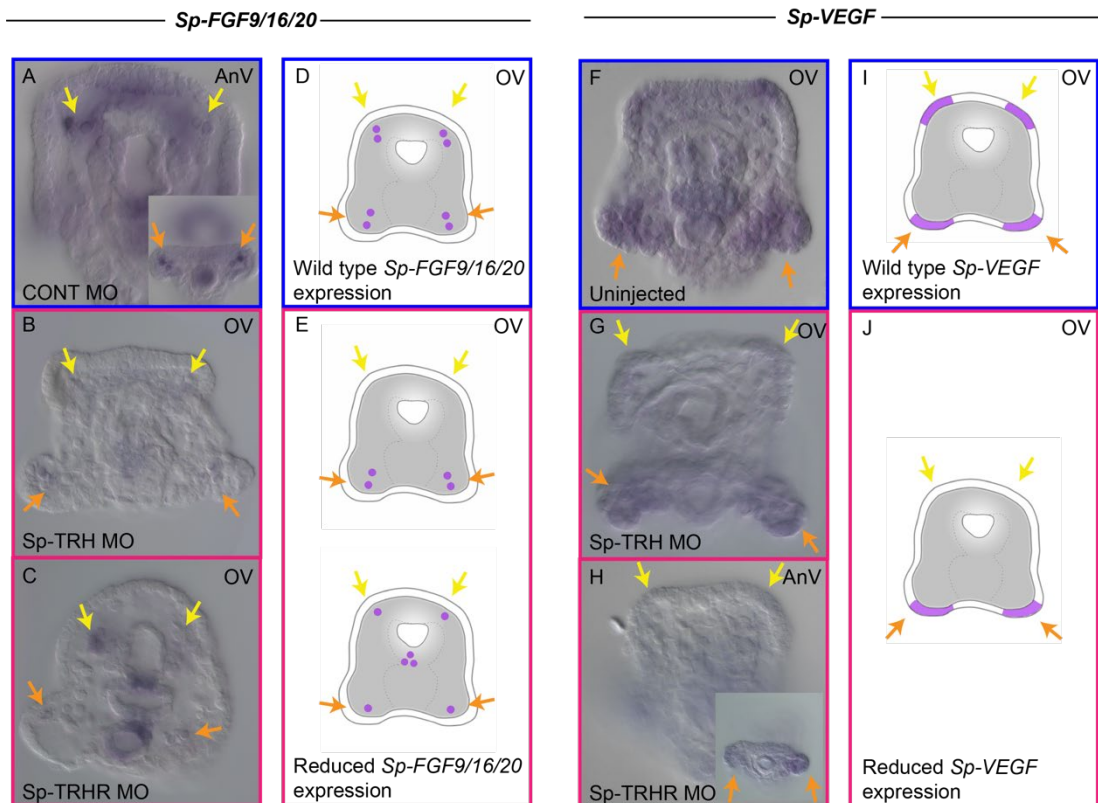 Sp-FGF9/16/20
Sp-VEGF
A
AnV
CONT MO
D
OV
Wild type Sp-FGF9/16/20
expression
F
OV
Uninjected
I
OV
Wild type Sp-VEGF
expression
B
OV
Sp-TRH MO
E
OV
G
OV
Sp-TRH MO
J
OV
C
OV
Sp-TRHR MO
Reduced Sp-FGF9/16/20
expression
H
AnV
Sp-TRHR MO
Reduced Sp-VEGF
expression